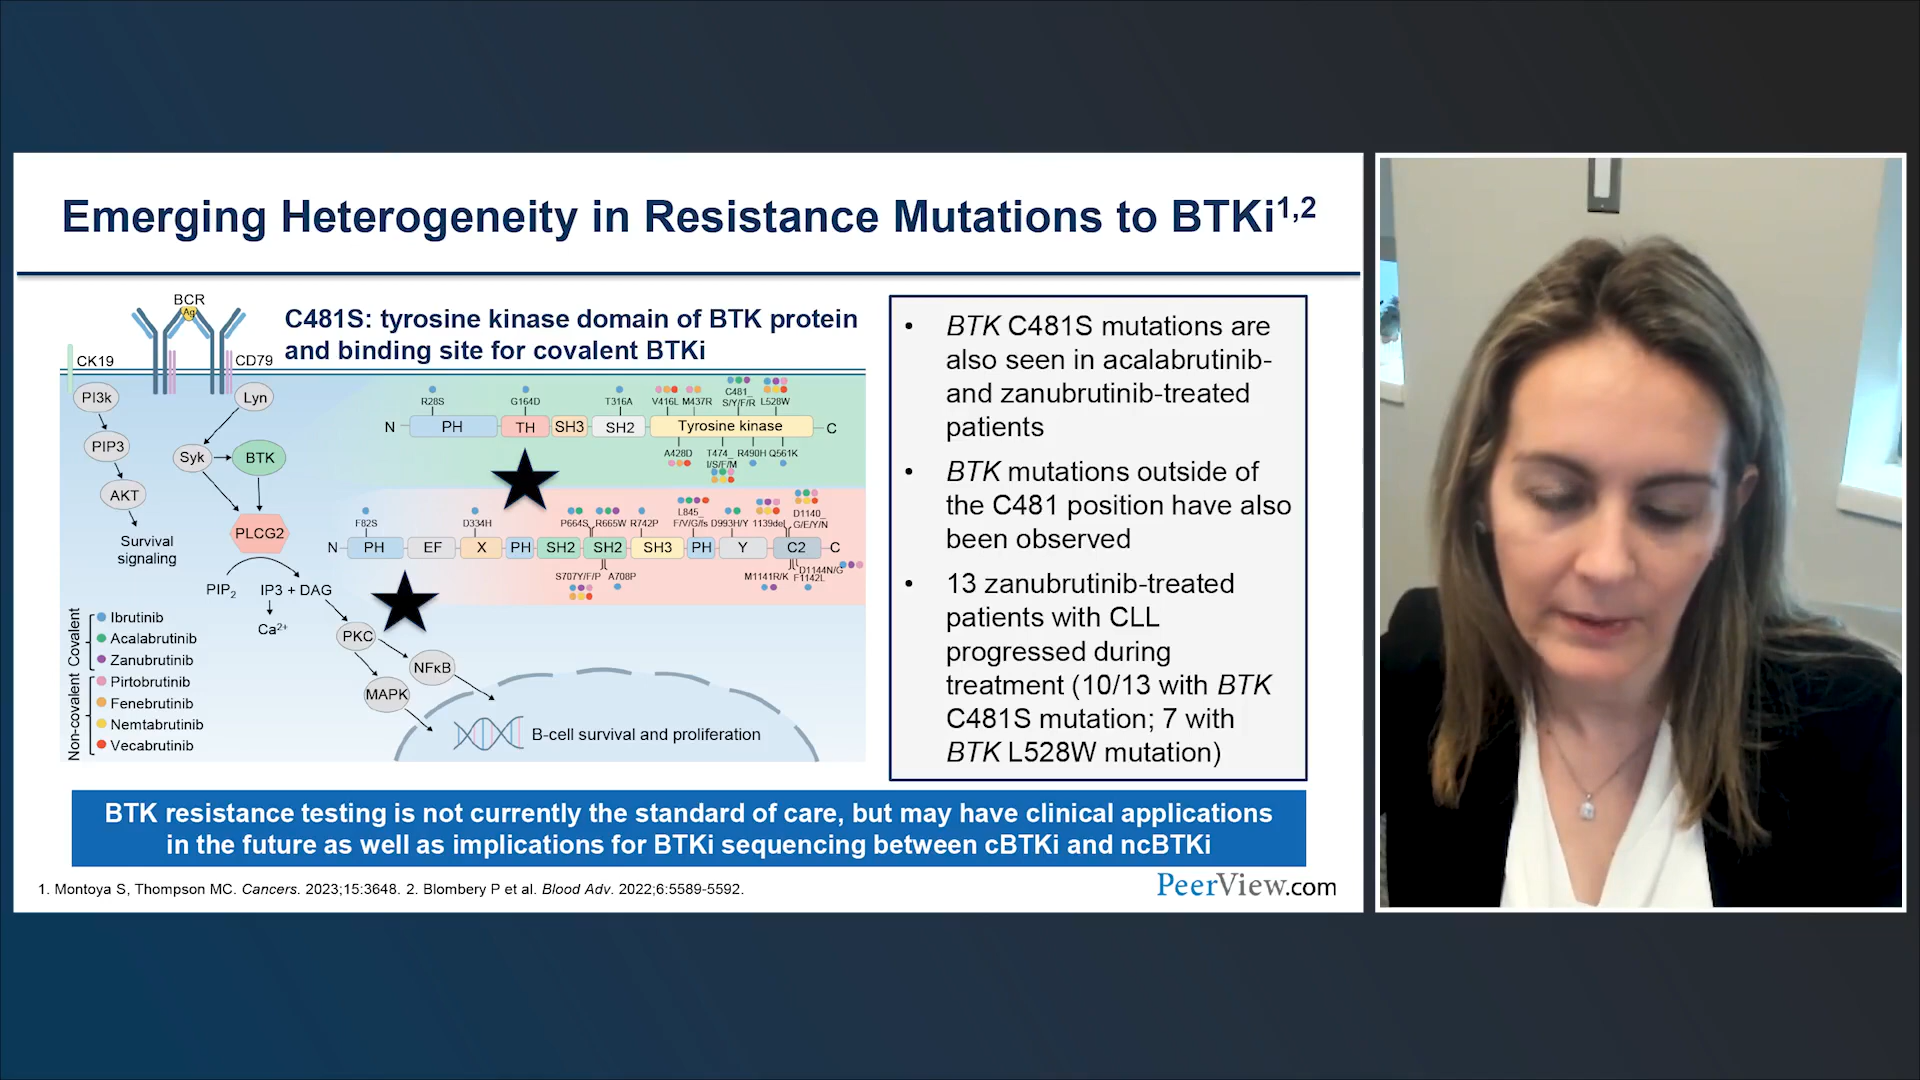 Emerging Heterogeneity in Resistance Mutations to BTKi1,2
BCR
Ag
CK19
CD79
C481S: tyrosine kinase domain of BTK protein
and binding site for covalent BTKi
PI3k
Lyn
PIP3
Syk
BTK
AKT
PLCG2
Survival
signaling
PIP2
IP3 + DAG
Ca2+
PKC
NFκB
MAPK
B-cell survival and proliferation
R28S
G164D
T316A
V416L
M437R
C481_
S/Y/F/R
L528W
N
PH
TH
SH3
SH2
Tyrosine kinase
C
A428D
T474_
I/S/F/M
R490H
Q561K
F82S
D334H
P664S
R665W
R742P
L845_
F/V/G/fs
D993H/Y
1139del
D1140_
G/E/Y/N
N
PH
EF
X
PH
SH2
SH2
SH3
PH
Y
C2
C
S707Y/F/P
A708P
M1141R/K
F1142L
D1144N/G
Covalent
Ibrutinib
Acalabrutinib
Zanubrutinib
Non-covalent
Pirtobrutinib
Fenebrutinib
Nemtabrutinib
Vecabrutinib
• BTK C481S mutations are
also seen in acalabrutinib-
and zanubrutinib-treated
patients
• BTK mutations outside of
the C481 position have also
been observed
• 13 zanubrutinib-treated
patients with CLL
progressed during
treatment (10/13 with BTK
C481S mutation; 7 with
BTK L528W mutation)
BTK resistance testing is not currently the standard of care, but may have clinical applications
in the future as well as implications for BTKi sequencing between cBTKi and ncBTKi
1. Montoya S, Thompson MC. Cancers. 2023;15:3648. 2. Blombery P et al. Blood Adv. 2022;6:5589-5592.
PeerView.com